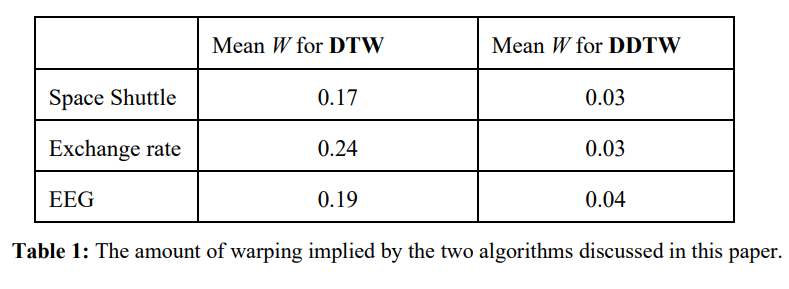 Mean W for DTW Mean W for DDTW
Space Shuttle 0.17 0.03
Exchange rate 0.24 0.03
EEG 0.19 0.04
Table 1: The amount of warping implied by the two algorithms discussed in this paper.